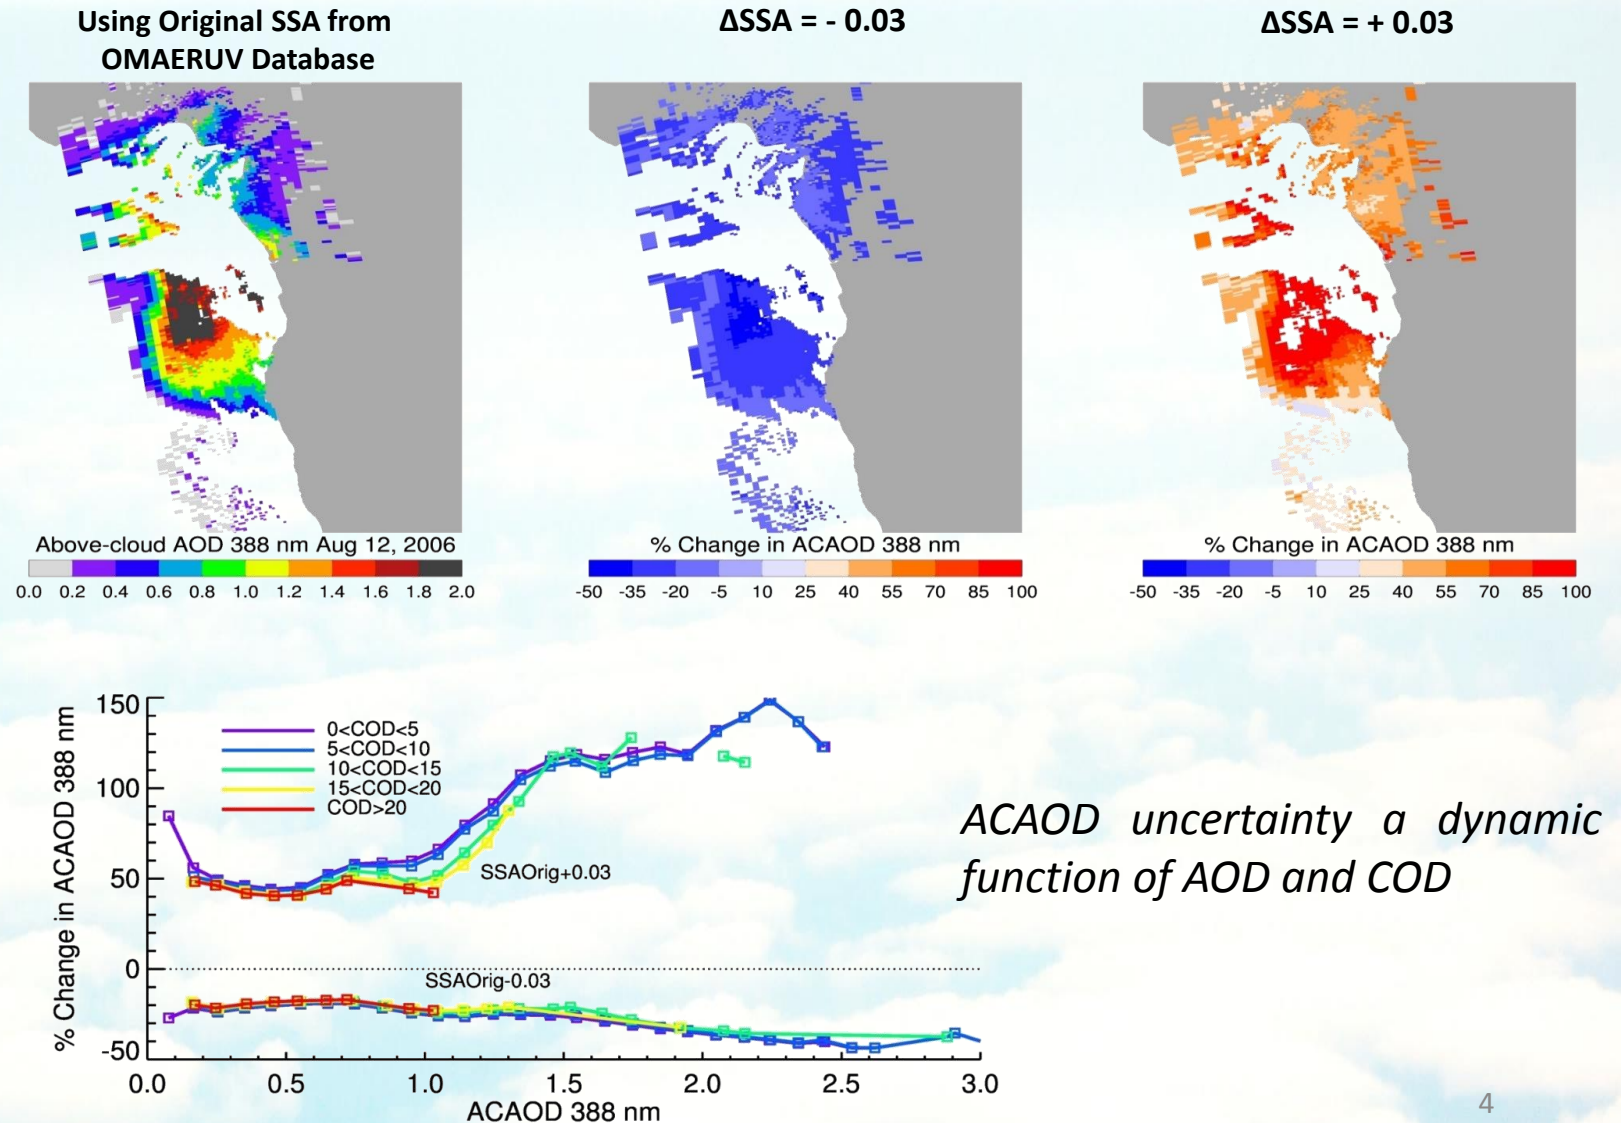 Using Original SSA from
OMAERUV Database
ΔSSA = - 0.03
ΔSSA = + 0.03
Above-cloud AOD 388 nm Aug 12, 2006
0.0 0.2 0.4 0.6 0.8 1.0 1.2 1.4 1.6 1.8 2.0
% Change in ACAOD 388 nm
-50 -35 -20 -5 10 25 40 55 70 85 100
% Change in ACAOD 388 nm
-50 -35 -20 -5 10 25 40 55 70 85 100
% Change in ACAOD 388 nm
150
100
50
0
-50
0<COD<5
5<COD<10
10<COD<15
15<COD<20
COD>20
SSAOrig+0.03
SSAOrig-0.03
0.0 0.5 1.0 1.5 2.0 2.5 3.0
ACAOD 388 nm
ACAOD uncertainty a dynamic
function of AOD and COD
4